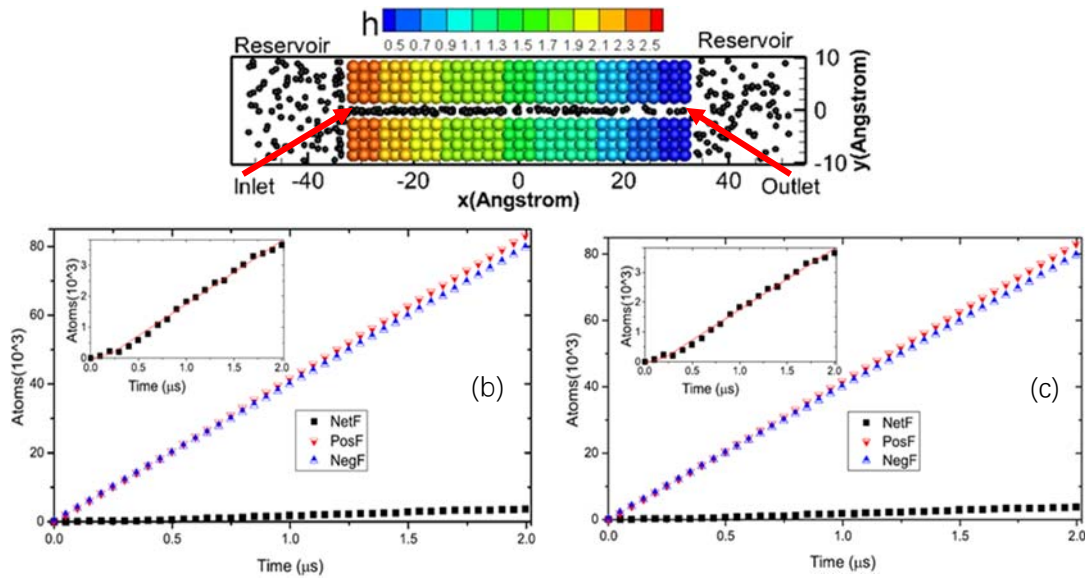 h
0.5 0.7 0.9 1.1 1.3 1.5 1.7 1.9 2.1 2.3 2.5
Reservoir
Reservoir
10
0
-10
y(Angstrom)
Inlet
-40 -20 0 20 40
Outlet
x(Angstrom)
80
60
40
20
0
Atoms(10^3)
3
2
1
0
Atoms(10^3)
0.0 0.5 1.0 1.5 2.0
Time (μs)
(b)
NetF
PosF
NegF
0.0 0.5 1.0 1.5 2.0
Time (μs)
80
60
40
20
0
Atoms(10^3)
3
2
1
0
Atoms(10^3)
0.0 0.5 1.0 1.5 2.0
Time (μs)
(c)
NetF
PosF
NegF
0.0 0.5 1.0 1.5 2.0
Time (μs)